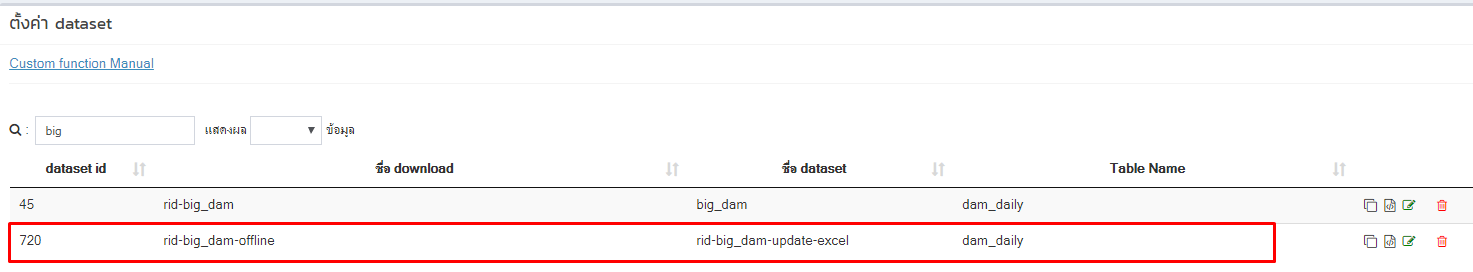 ตั้งค่า dataset
Custom function Manual
: big แสดงผล ข้อมูล
dataset id ชื่อ download ชื่อ dataset Table Name
45 rid-big_dam big_dam dam_daily
720 rid-big_dam-offline rid-big_dam-update-excel dam_daily